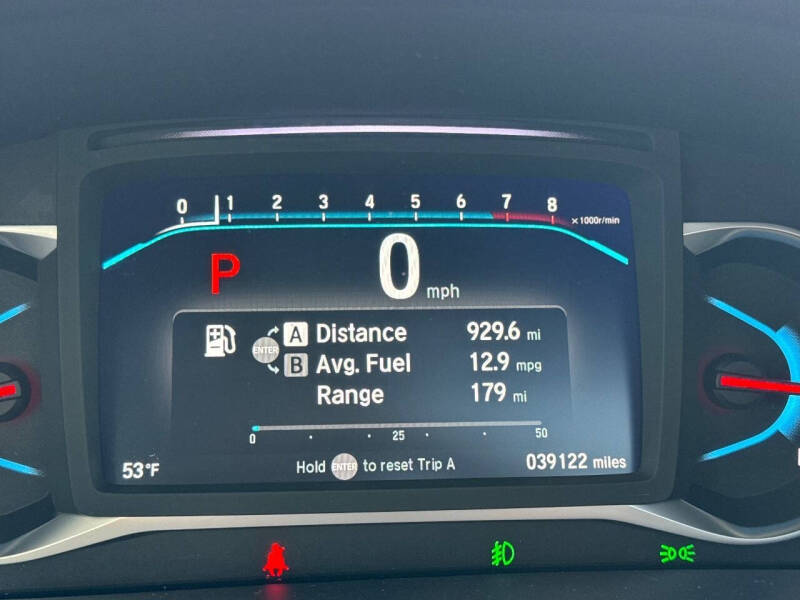 0 1 2 3 4 5 6 7 8 ×1000r/min
P 0 mph
A Distance 929.6 mi
ENTER
B Avg. Fuel 12.9 mpg
Range 179 mi
0 25 50
53°F Hold ENTER to reset Trip A 039122 miles